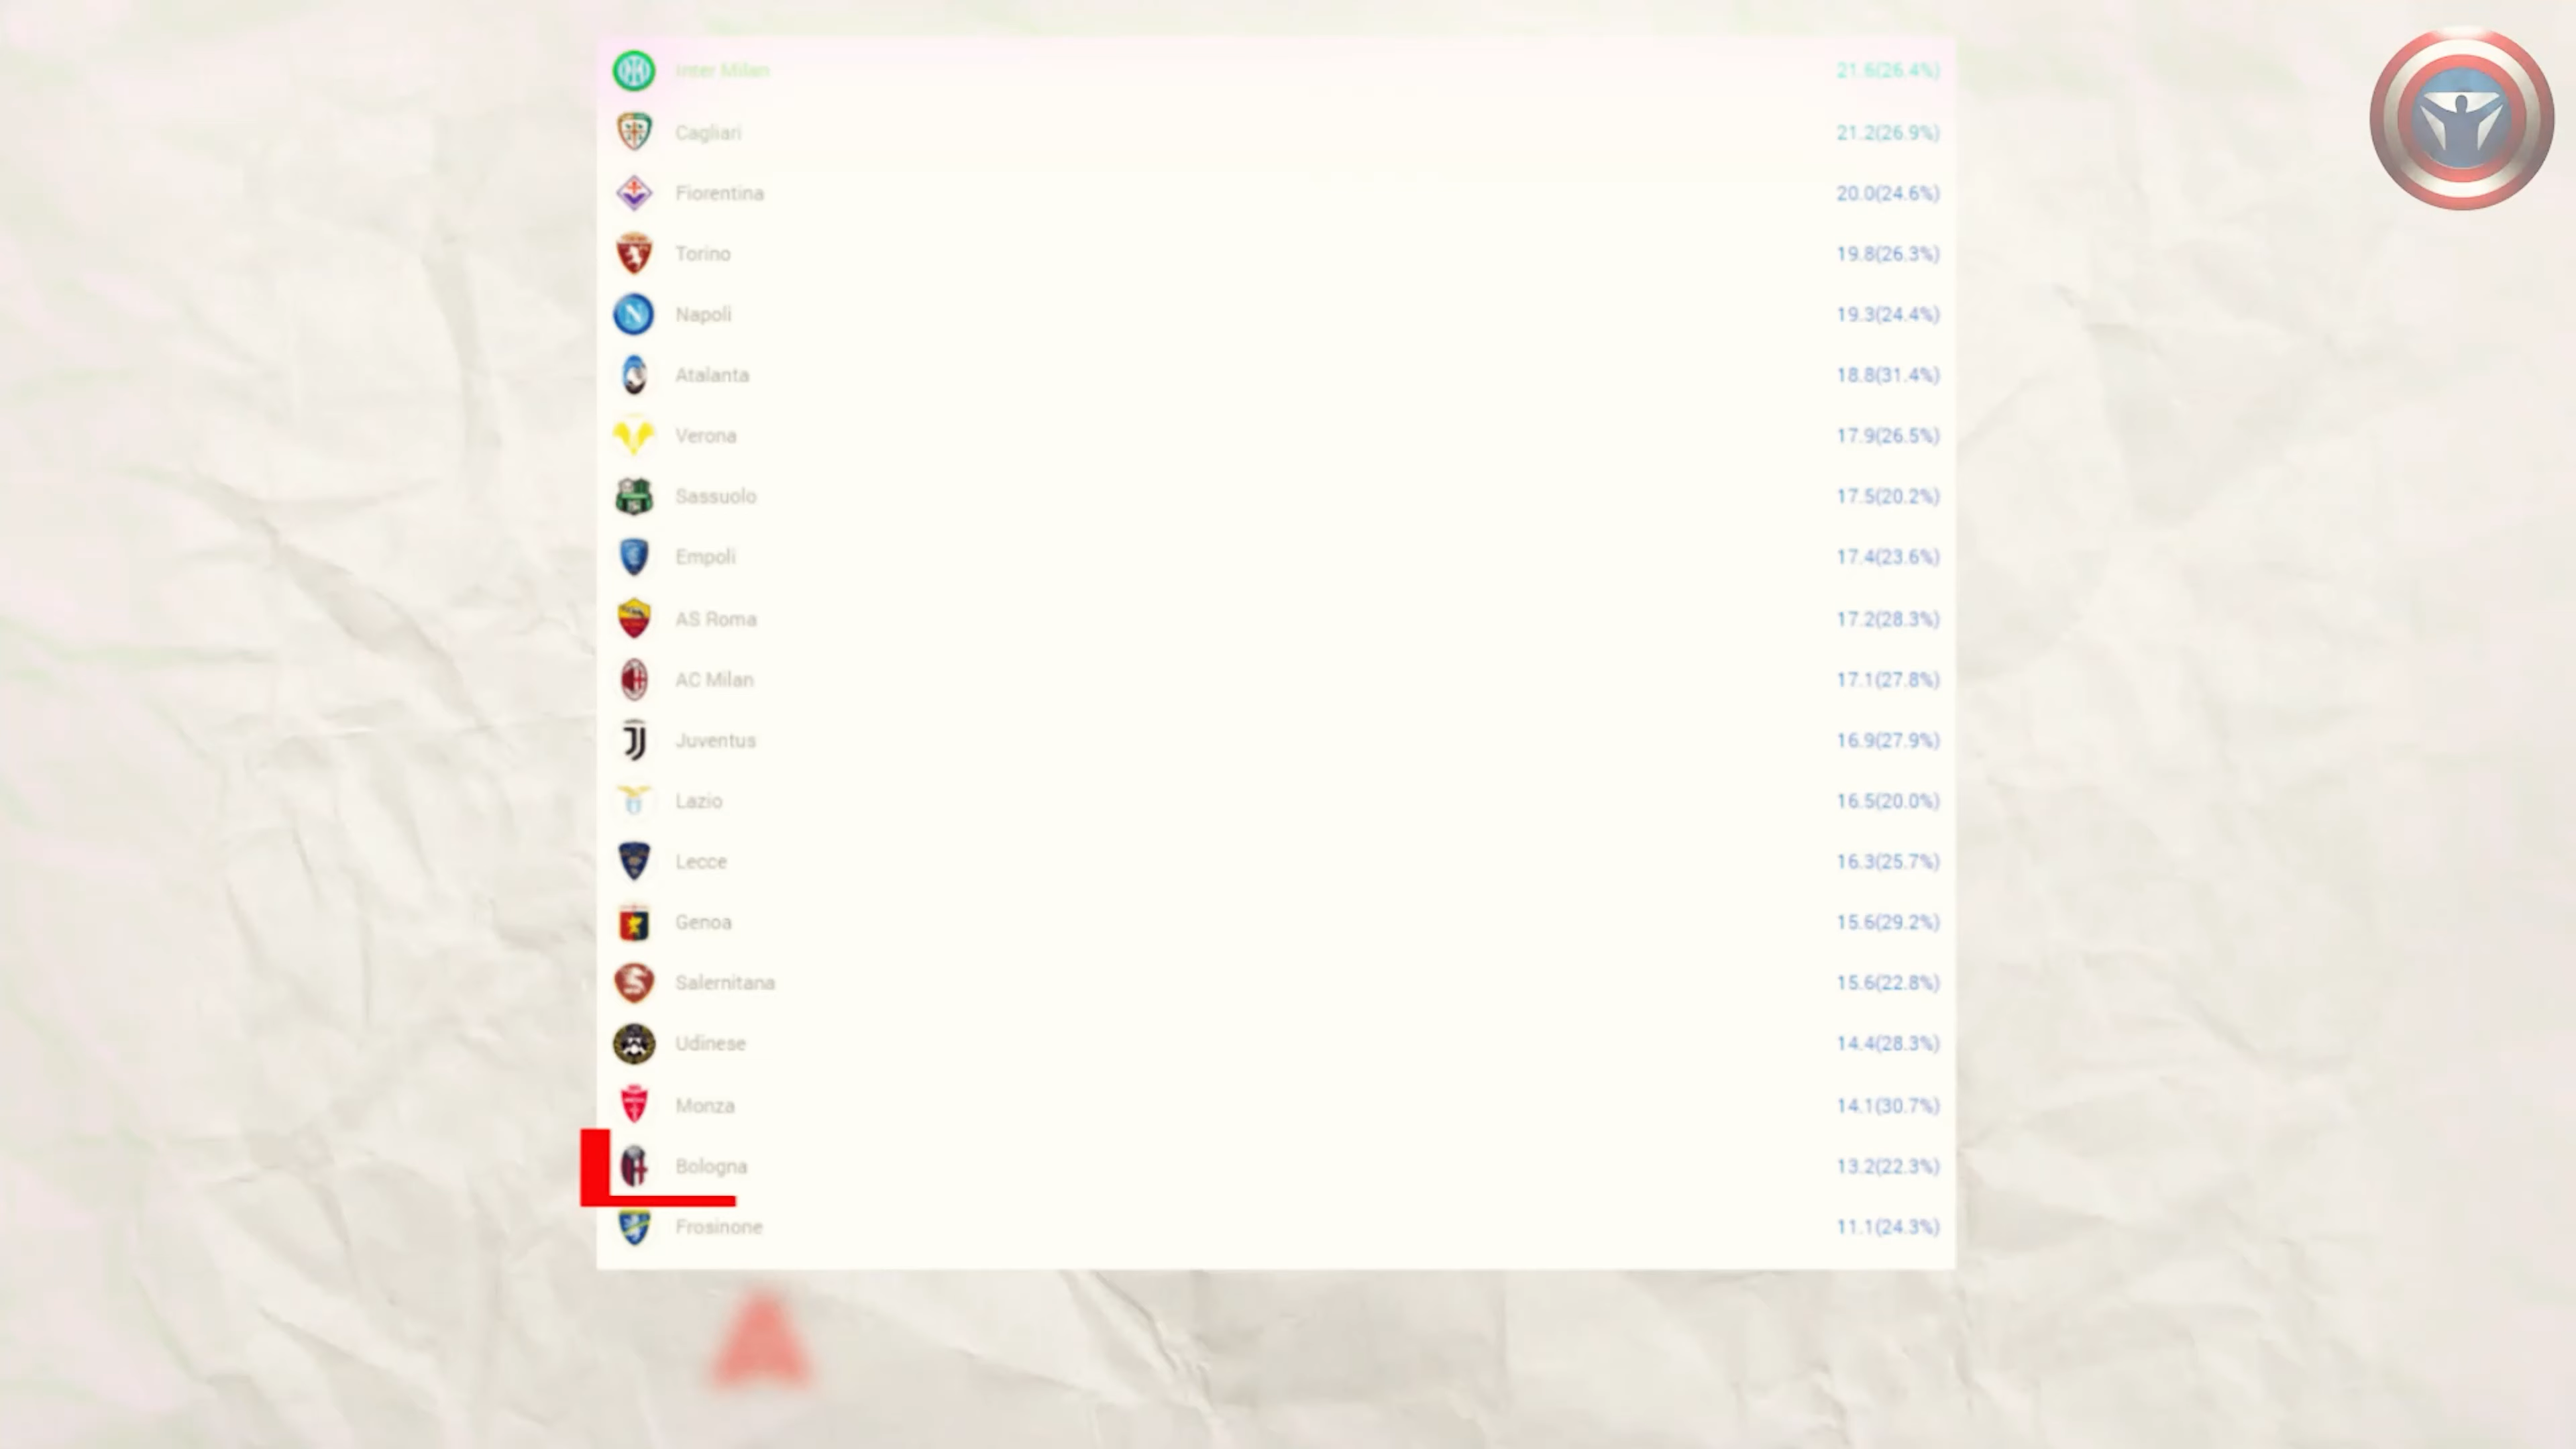 Inter Milan 21.6(26.4%)
Cagliari 21.2(26.9%)
Fiorentina 20.0(24.6%)
Torino 19.8(26.3%)
Napoli 19.3(24.4%)
Atalanta 18.8(31.4%)
Verona 17.9(26.5%)
Sassuolo 17.5(20.2%)
Empoli 17.4(23.6%)
AS Roma 17.2(28.3%)
AC Milan 17.1(27.8%)
Juventus 16.9(27.9%)
Lazio 16.5(20.0%)
Lecce 16.3(25.7%)
Genoa 15.6(29.2%)
Salernitana 15.6(22.8%)
Udinese 14.4(28.3%)
Monza 14.1(30.7%)
Bologna 13.2(22.3%)
Frosinone 11.1(24.3%)